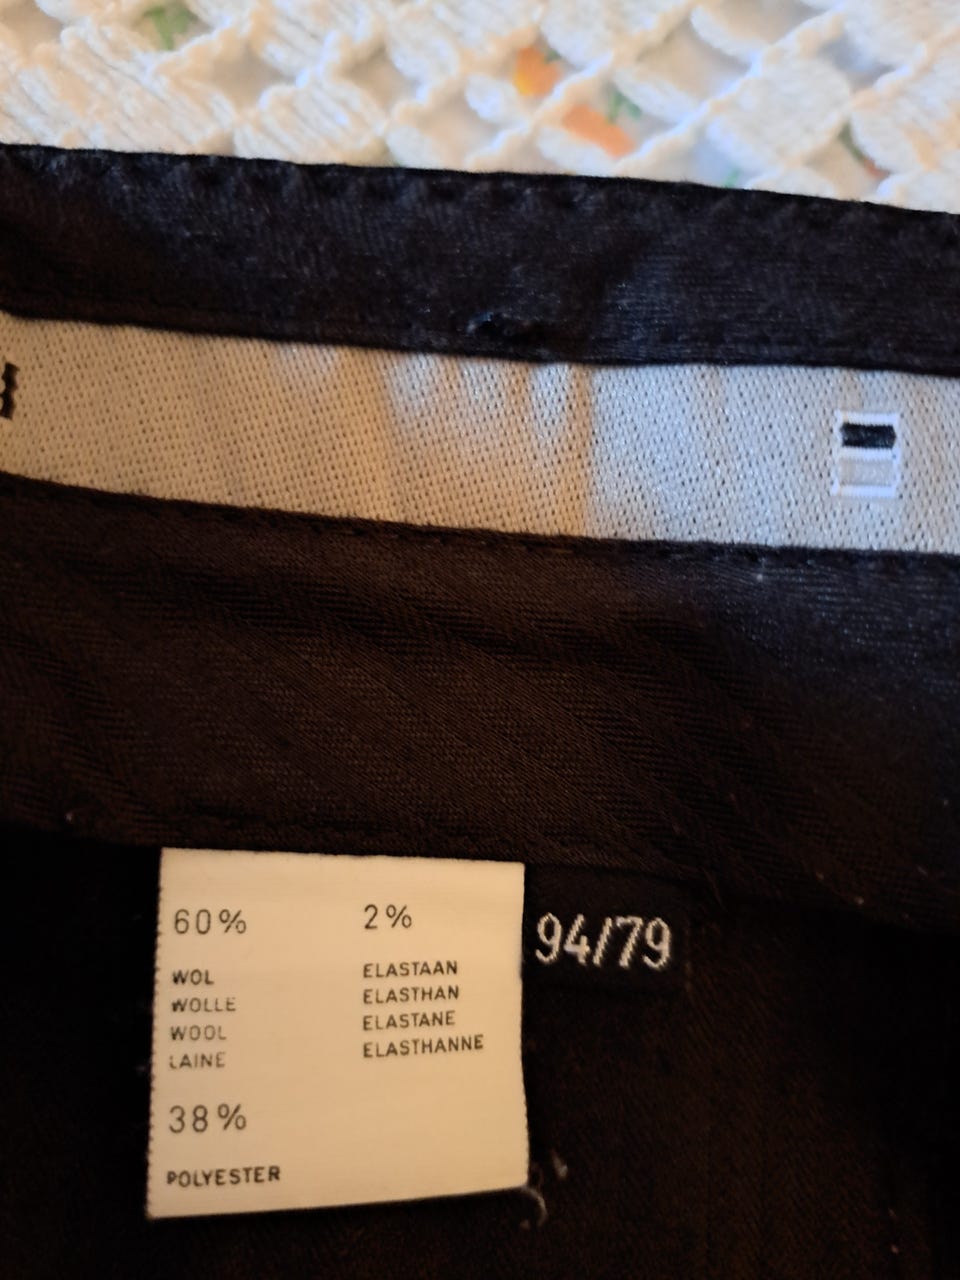 60%
WOL
WOLLE
WOOL
LAINE
38%
POLYESTER
2%
ELASTAAN
ELASTHAN
ELASTANE
ELASTHANNE
94/79